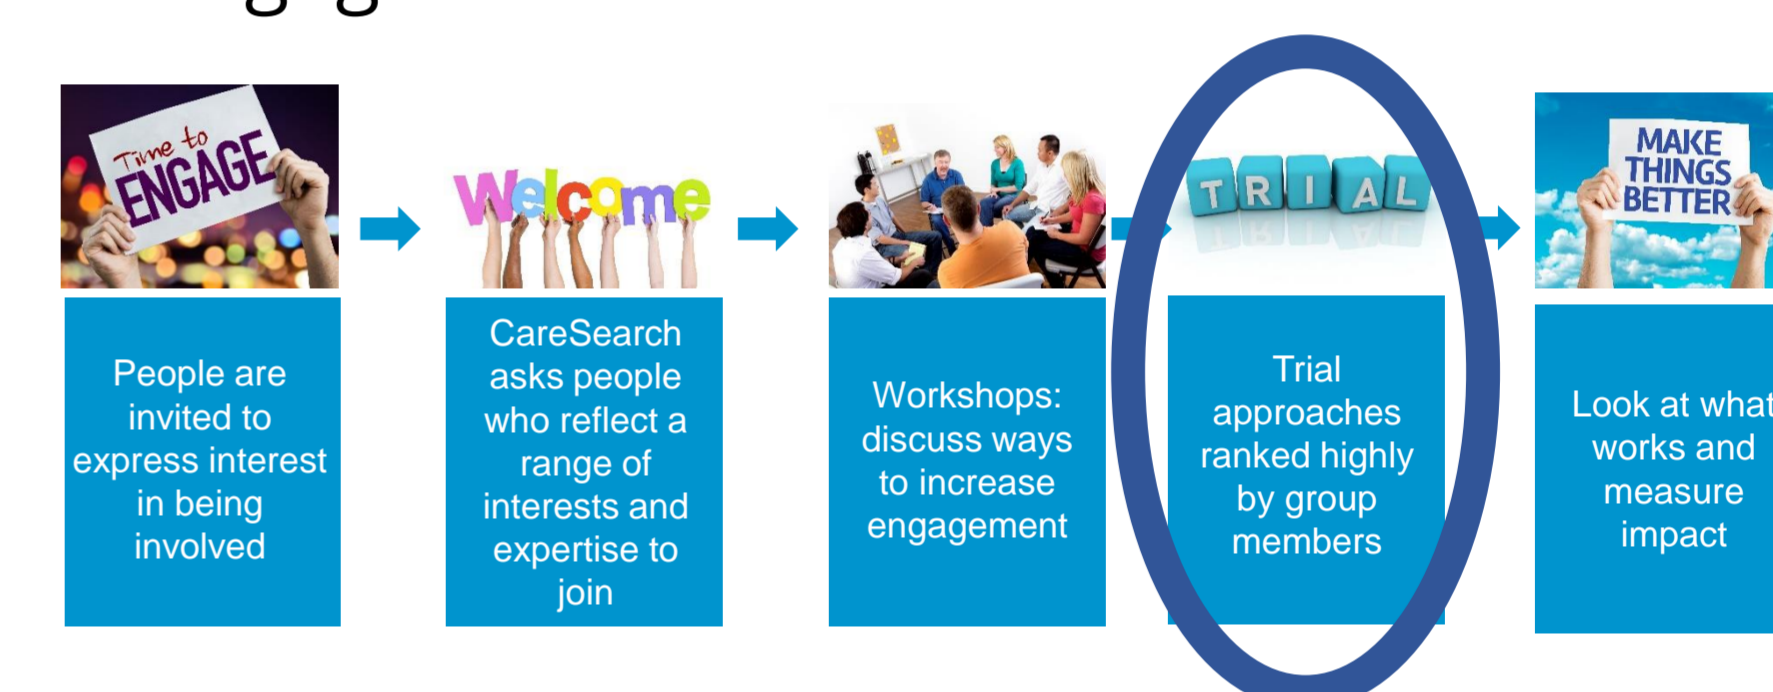 Time to
ENGAGE
Welcome
TRIAL
MAKE
THINGS
BETTER
People are
invited to
express interest
in being
involved
CareSearch
asks people
who reflect a
range of
interests and
expertise to
join
Workshops:
discuss ways
to increase
engagement
Trial
approaches
ranked highly
by group
members
Look at what
works and
measure
impact